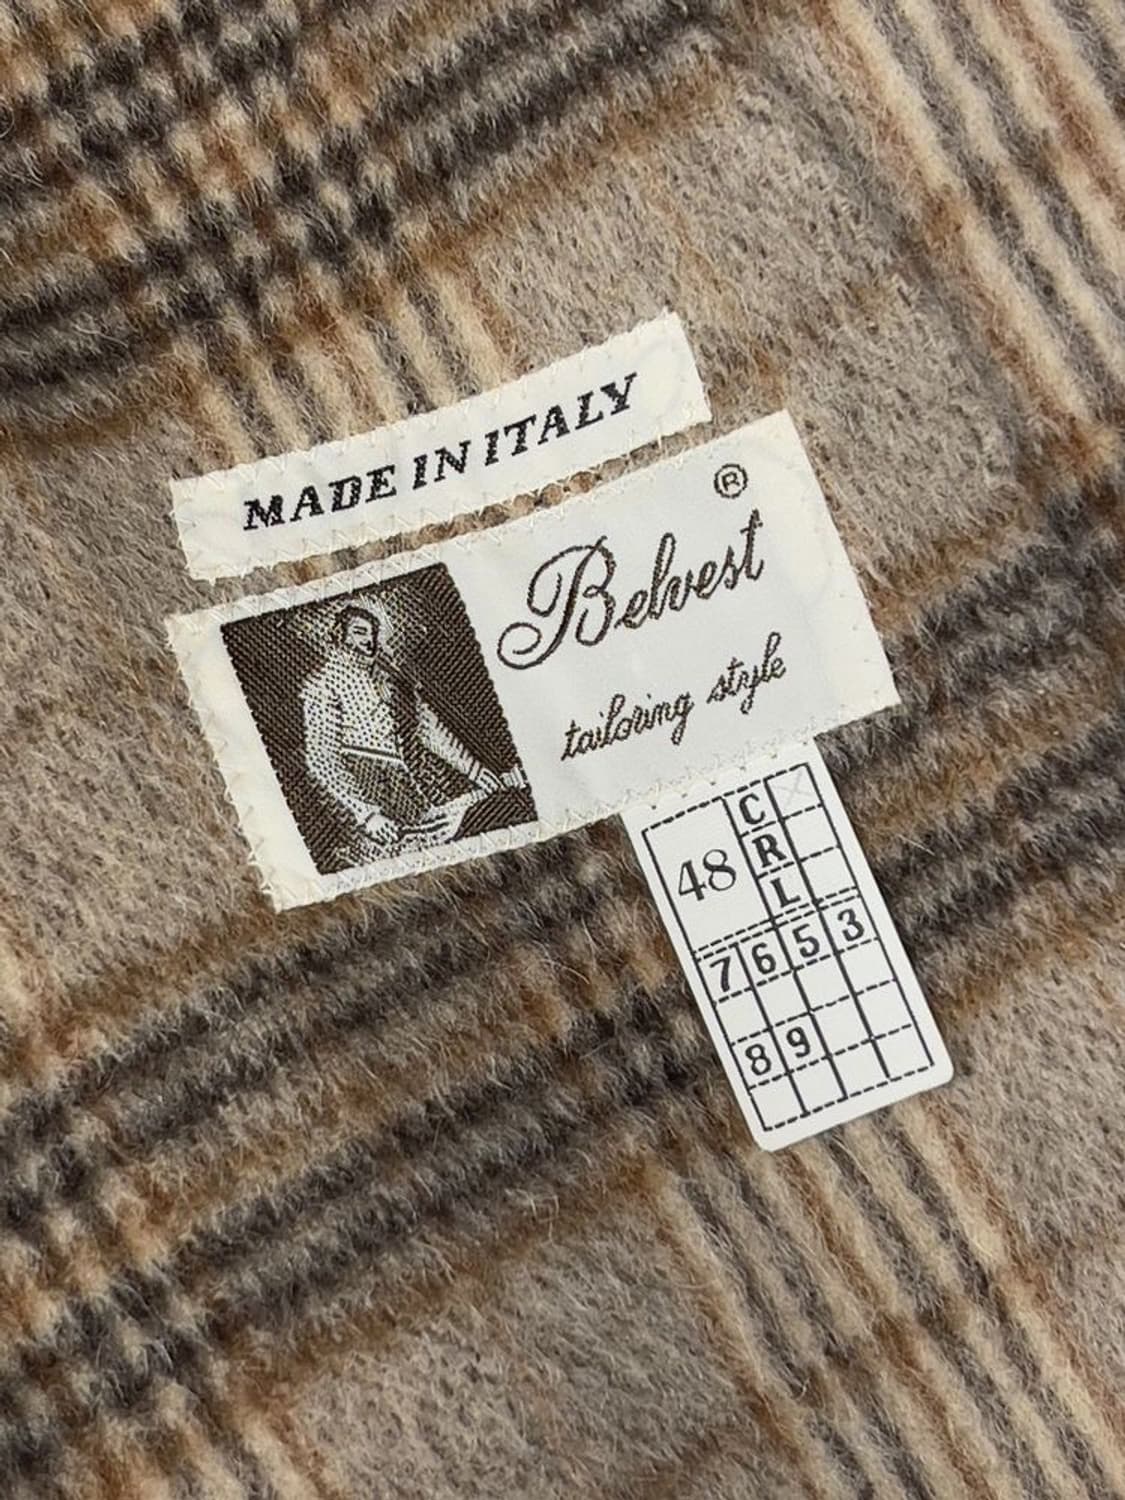 MADE IN ITALY
®
Belvest
tailoring style
48
C
R
L
7 6 5 3
8 9